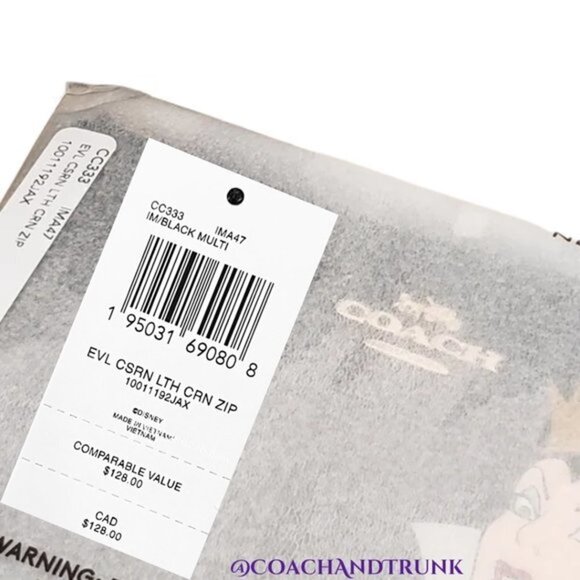 CC333 IMA47
EVL CSRN LTH CRN ZIP
10011192JAX
CC333 IMA47
IM/BLACK MULTI
1 95031 69080 8
EVL CSRN LTH CRN ZIP
10011192JAX
©DISNEY
MADE IN VIETNAM
VIETNAM
COMPARABLE VALUE
$128.00
CAD
$128.00
COACH
WARNING:
@COACHANDTRUNK